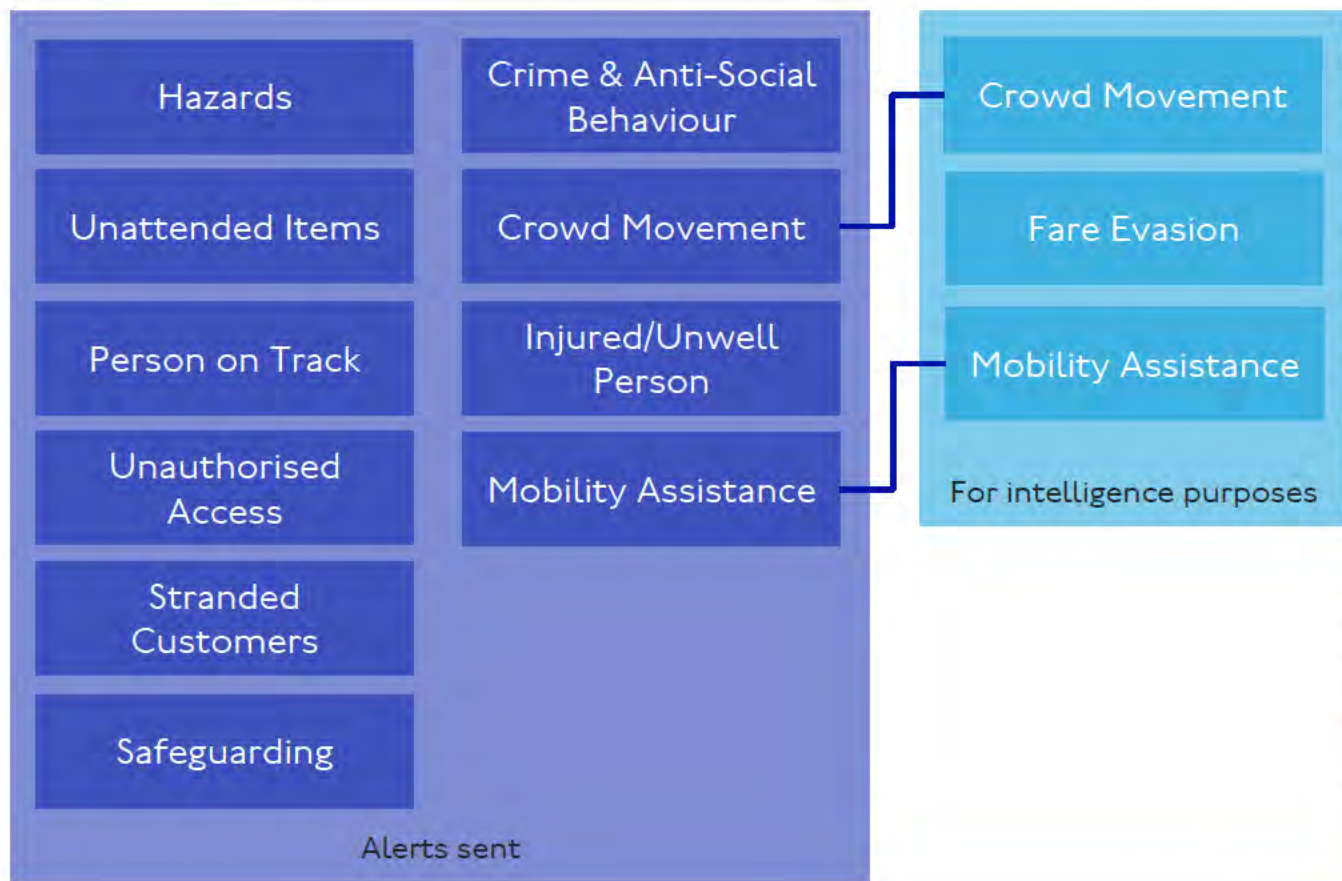 Hazards
Unattended Items
Person on Track
Unauthorised
Access
Stranded
Customers
Safeguarding
Crime & Anti-Social
Behaviour
Crowd Movement
Injured/Unwell
Person
Mobility Assistance
Alerts sent
Crowd Movement
Fare Evasion
Mobility Assistance
For intelligence purposes